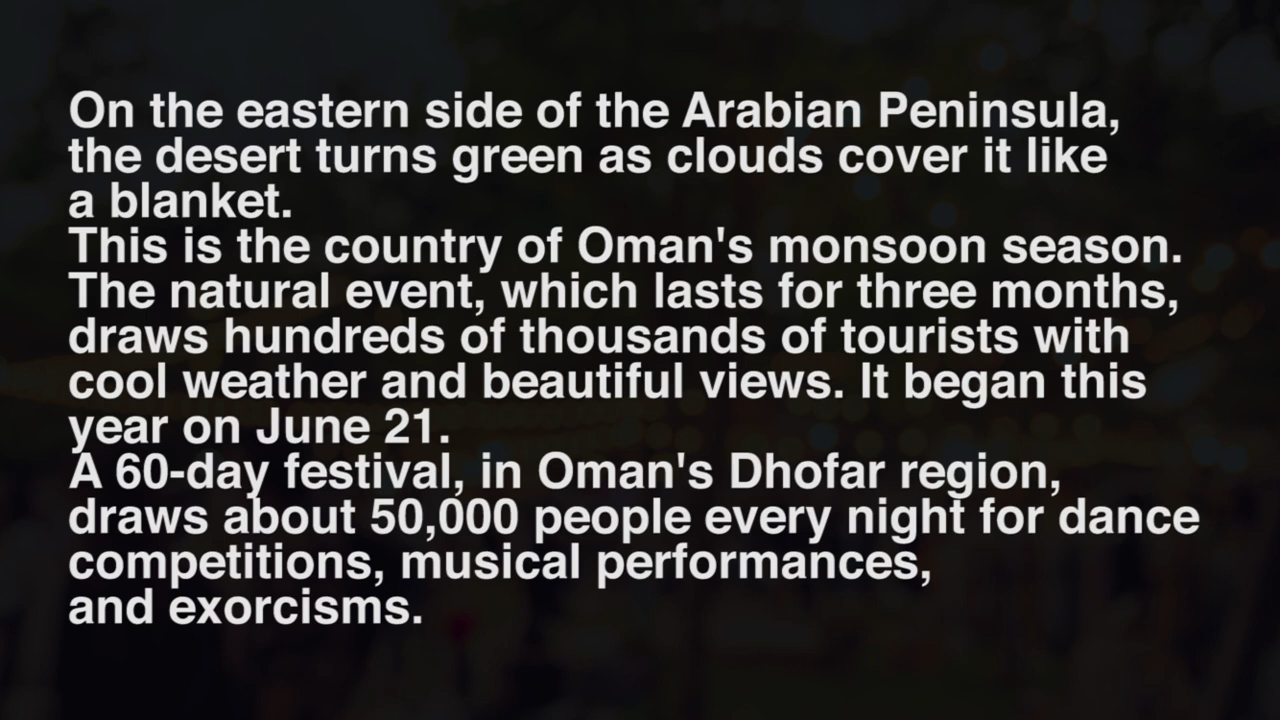 On the eastern side of the Arabian Peninsula,
the desert turns green as clouds cover it like
a blanket.
This is the country of Oman's monsoon season.
The natural event, which lasts for three months,
draws hundreds of thousands of tourists with
cool weather and beautiful views. It began this
year on June 21.
A 60-day festival, in Oman's Dhofar region,
draws about 50,000 people every night for dance
competitions, musical performances,
and exorcisms.